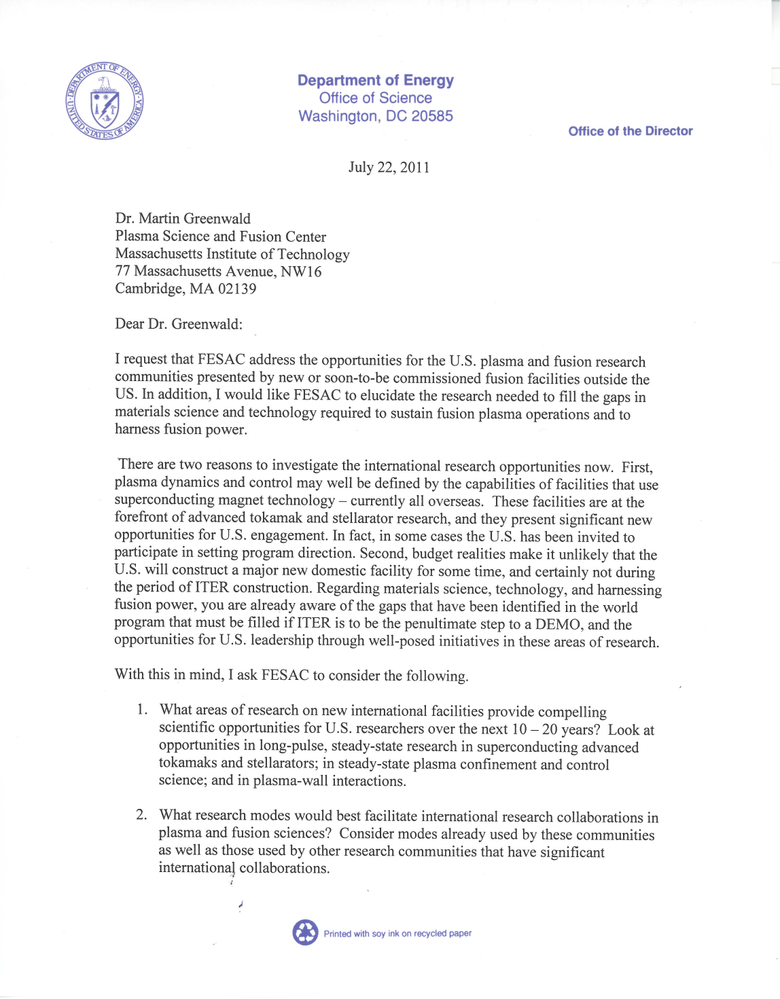 DEPARTMENT OF ENERGY
UNITED STATES OF AMERICA
Department of Energy
Office of Science
Washington, DC 20585
Office of the Director
July 22, 2011
Dr. Martin Greenwald
Plasma Science and Fusion Center
Massachusetts Institute of Technology
77 Massachusetts Avenue, NW16
Cambridge, MA 02139
Dear Dr. Greenwald:
I request that FESAC address the opportunities for the U.S. plasma and fusion research
communities presented by new or soon-to-be commissioned fusion facilities outside the
US. In addition, I would like FESAC to elucidate the research needed to fill the gaps in
materials science and technology required to sustain fusion plasma operations and to
harness fusion power.
There are two reasons to investigate the international research opportunities now. First,
plasma dynamics and control may well be defined by the capabilities of facilities that use
superconducting magnet technology – currently all overseas. These facilities are at the
forefront of advanced tokamak and stellarator research, and they present significant new
opportunities for U.S. engagement. In fact, in some cases the U.S. has been invited to
participate in setting program direction. Second, budget realities make it unlikely that the
U.S. will construct a major new domestic facility for some time, and certainly not during
the period of ITER construction. Regarding materials science, technology, and harnessing
fusion power, you are already aware of the gaps that have been identified in the world
program that must be filled if ITER is to be the penultimate step to a DEMO, and the
opportunities for U.S. leadership through well-posed initiatives in these areas of research.
With this in mind, I ask FESAC to consider the following.
1. What areas of research on new international facilities provide compelling
scientific opportunities for U.S. researchers over the next 10 – 20 years? Look at
opportunities in long-pulse, steady-state research in superconducting advanced
tokamaks and stellarators; in steady-state plasma confinement and control
science; and in plasma-wall interactions.
2. What research modes would best facilitate international research collaborations in
plasma and fusion sciences? Consider modes already used by these communities
as well as those used by other research communities that have significant
international collaborations.
Printed with soy ink on recycled paper